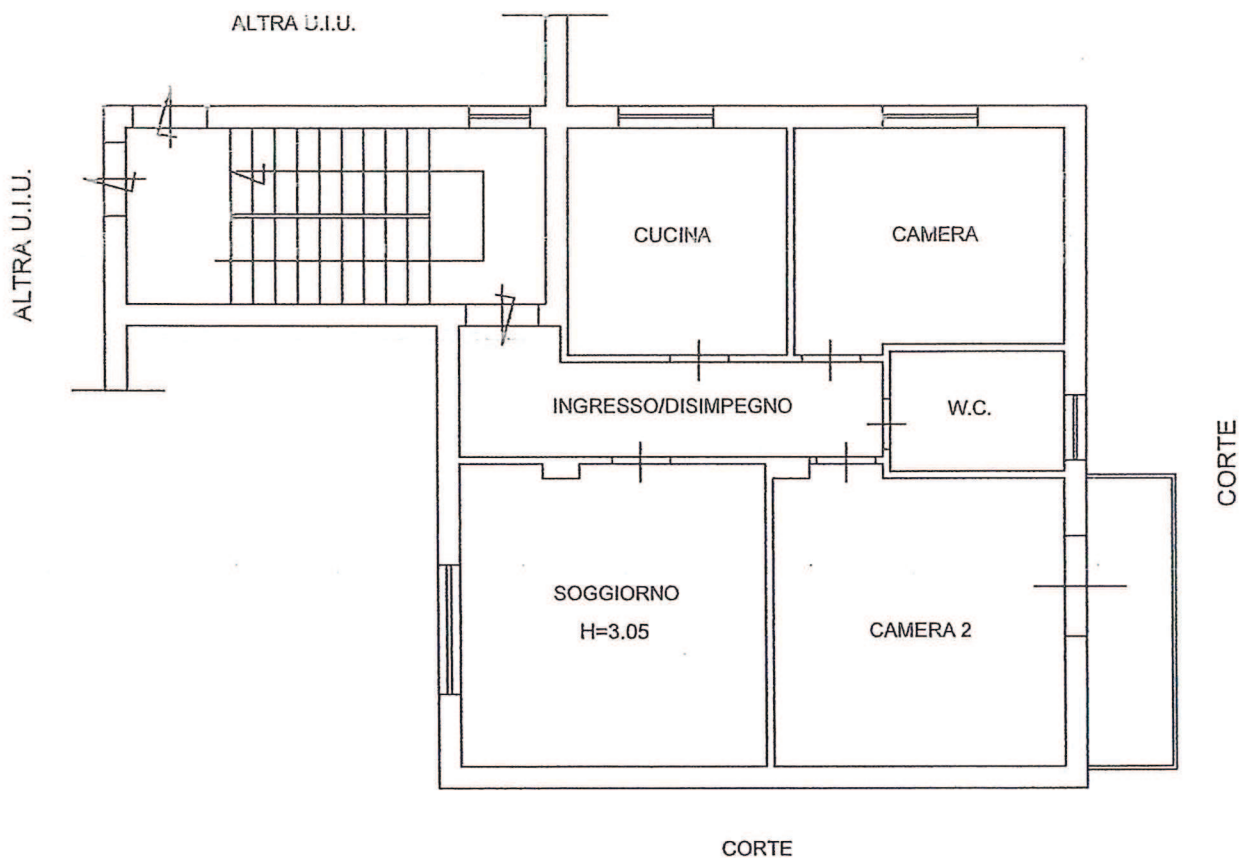 ALTRA U.I.U.
ALTRA U.I.U.
CUCINA
CAMERA
INGRESSO/DISIMPEGNO
W.C.
CORTE
SOGGIORNO
H=3.05
CAMERA 2
CORTE